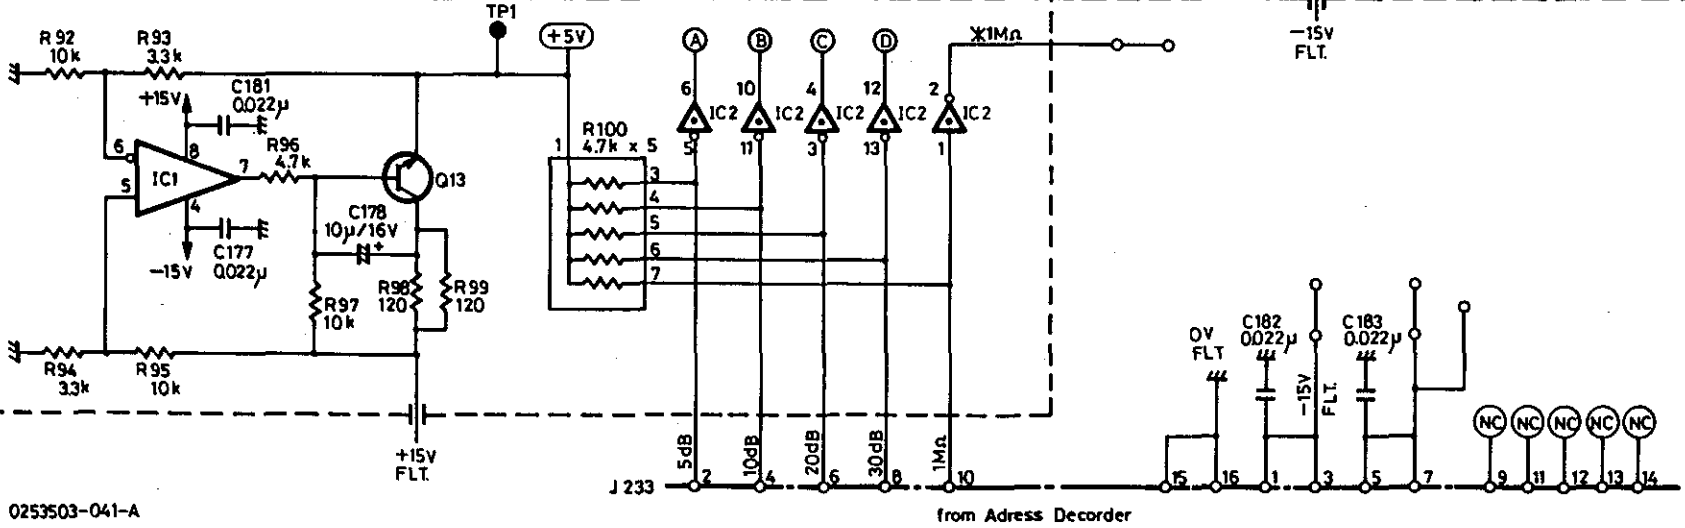 TP1
+5V
A
B
C
D
Ж1MΩ
-15V
FLT.
R92
10k
R93
3.3k
+15V
C181
0.022μ
6
10
4
12
2
IC2
IC2
IC2
IC2
IC2
5
11
3
13
1
R100
4.7k x 5
1
3
4
5
6
7
6
5
IC1
8
4
7
R96
4.7k
Q13
C178
10μ/16V
+
C177
0.022μ
-15V
R97
10k
R98
120
R99
120
R94
3.3k
R95
10k
+15V
FLT.
0V
FLT
C182
0.022μ
-15V
FLT.
C183
0.022μ
NC
NC
NC
NC
NC
5dB
10dB
20dB
30dB
1MΩ
J233
2
4
6
8
10
15
16
1
3
5
7
9
11
12
13
14
0253503-041-A
from Adress Decorder